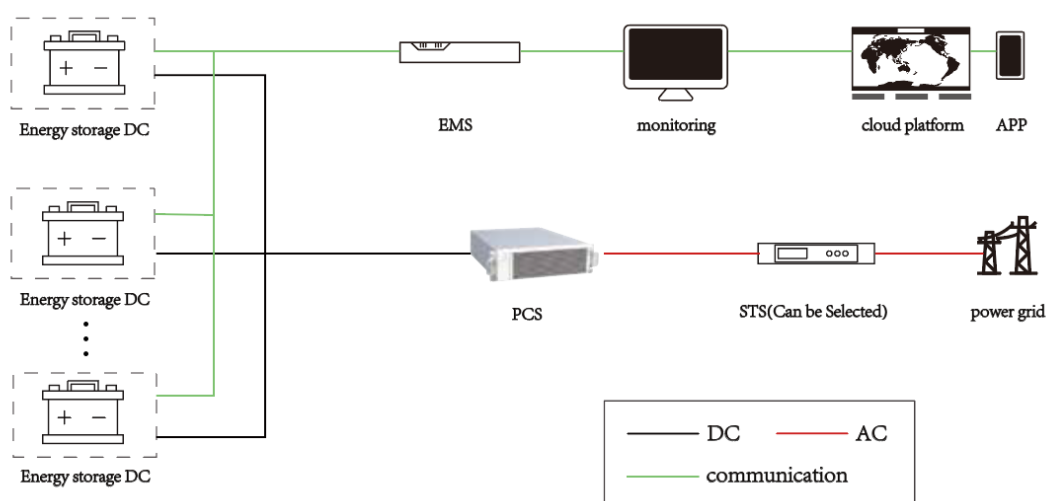 Energy storage DC
EMS
monitoring
cloud platform
APP
Energy storage DC
PCS
STS(Can be Selected)
power grid
Energy storage DC
DC
AC
communication